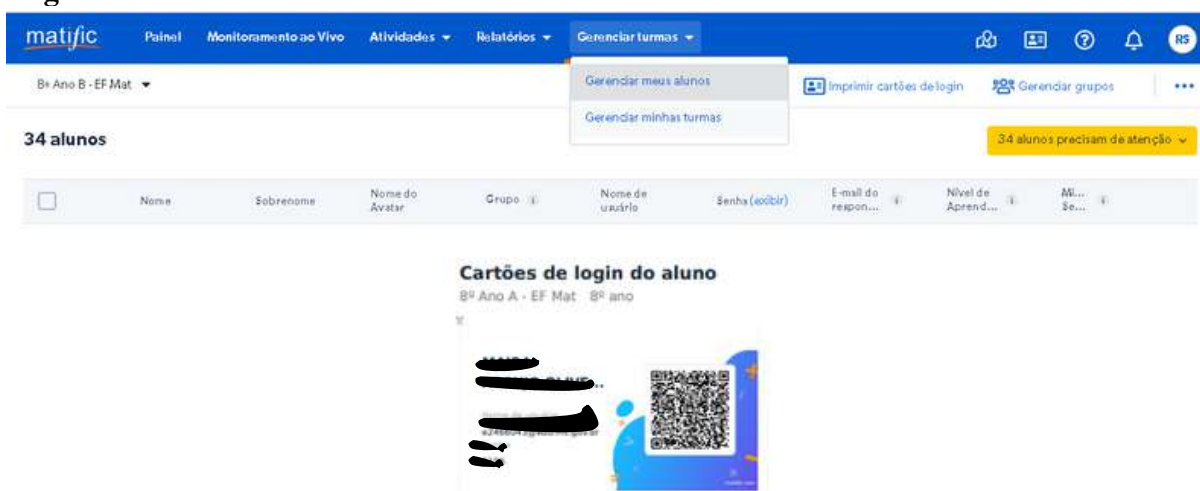 matific Painel Monitoramento ao Vivo Atividades Relatórios Gerenciar turmas RS
8º Ano B - EF Mat Gerenciar meus alunos Imprimir cartões de login Gerenciar grupos
Gerenciar minhas turmas
34 alunos 34 alunos precisam de atenção
Nome Sobrenome Nome do Avatar Grupo Nome de usuário Senha (exibir) E-mail do respon... Nível de Aprend... Mi... Se...
Cartões de login do aluno
8º Ano A - EF Mat 8º ano